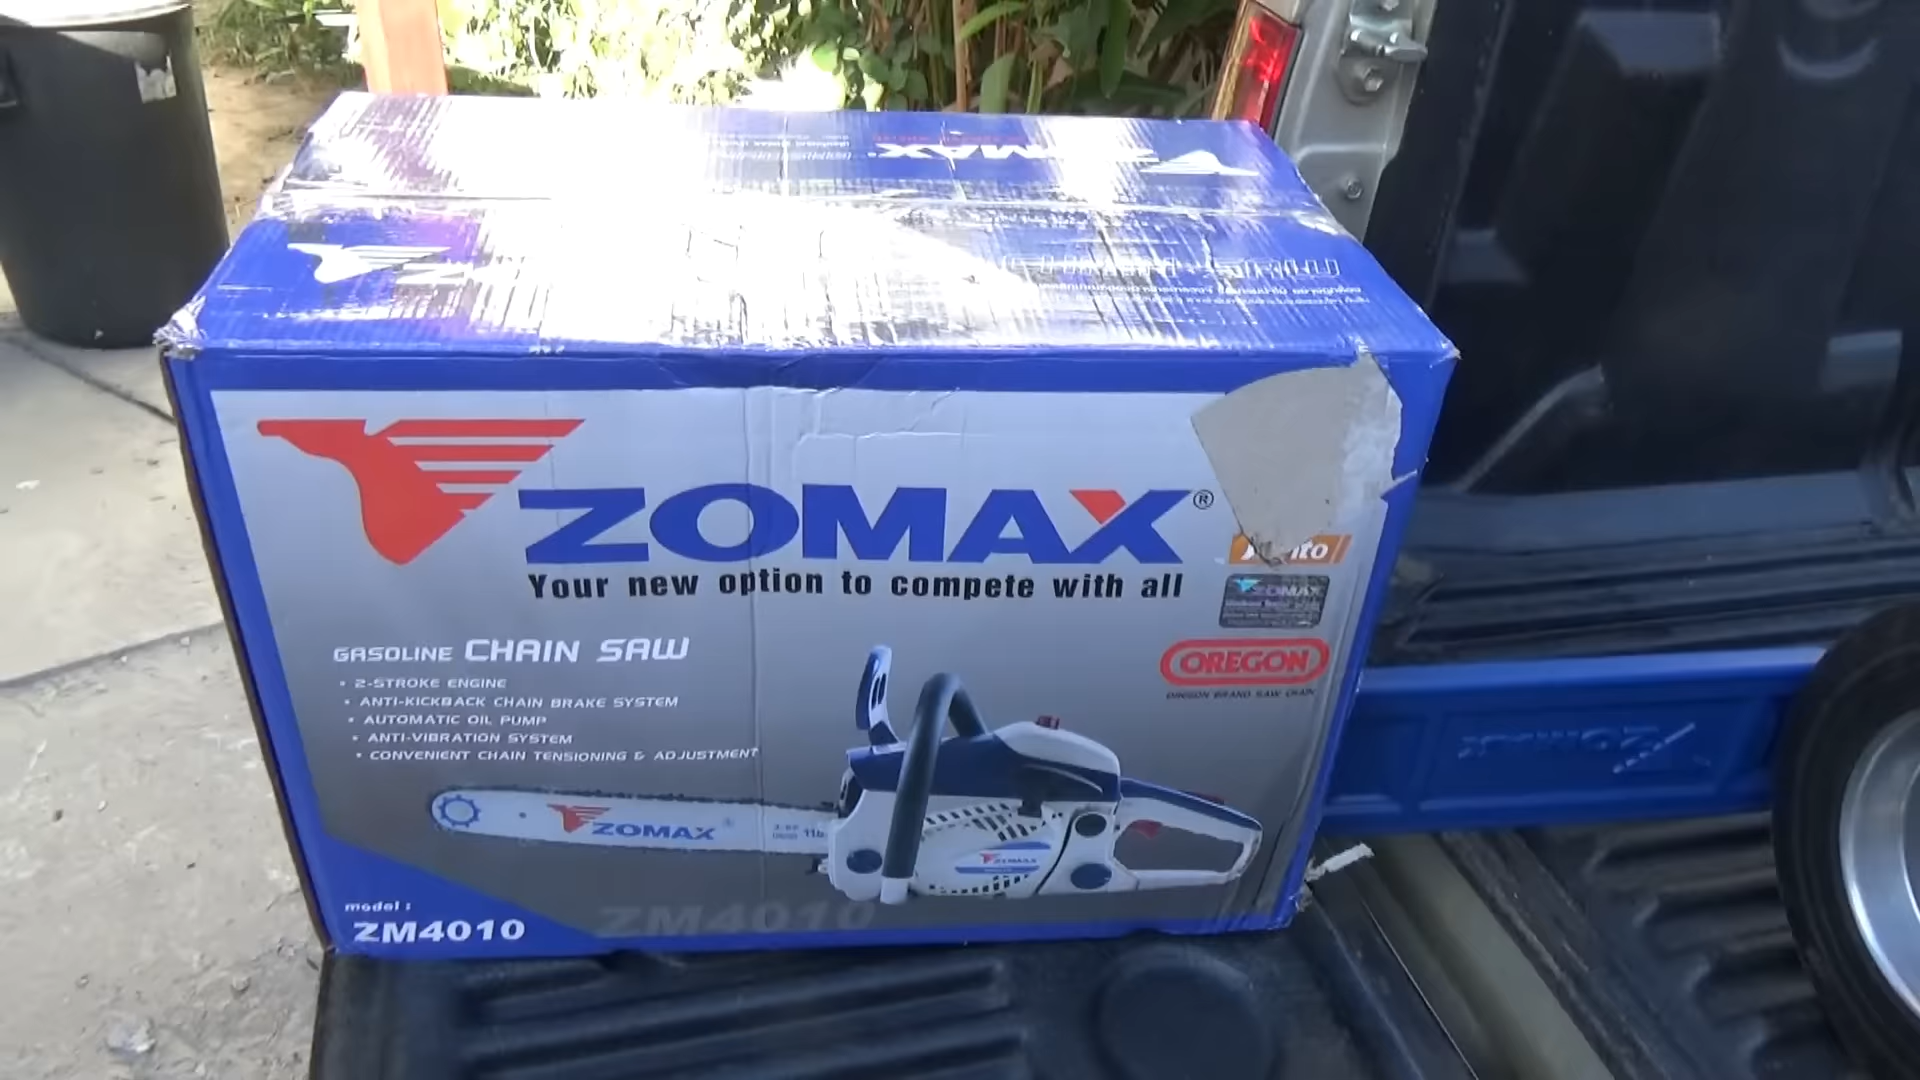 ZOMAX
ZOMAX®
Your new option to compete with all
ZOMAX
GASOLINE CHAIN SAW
OREGON
OREGON BRAND SAW CHAIN
• 2-STROKE ENGINE
• ANTI-KICKBACK CHAIN BRAKE SYSTEM
• AUTOMATIC OIL PUMP
• ANTI-VIBRATION SYSTEM
• CONVENIENT CHAIN TENSIONING & ADJUSTMENT
ZOMAX
ZOMAX
model :
ZM4010
ZM4010
ZOMAX